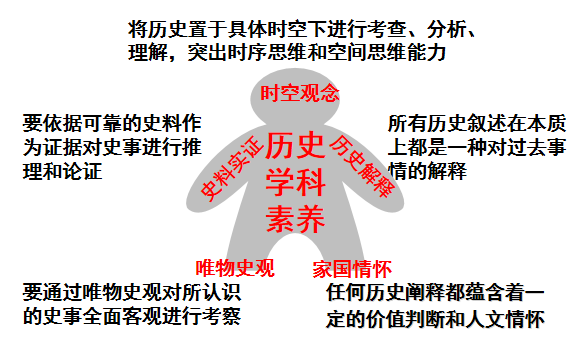 将历史置于具体时空下进行考查、分析、
理解，突出时序思维和空间思维能力
时空观念
要依据可靠的史料作
为证据对史事进行推
理和论证
史料实证
历史
学科
素养
历史解释
所有历史叙述在本质
上都是一种对过去事
情的解释
唯物史观
家国情怀
要通过唯物史观对所认识
的史事全面客观进行考察
任何历史阐释都蕴含着一
定的价值判断和人文情怀